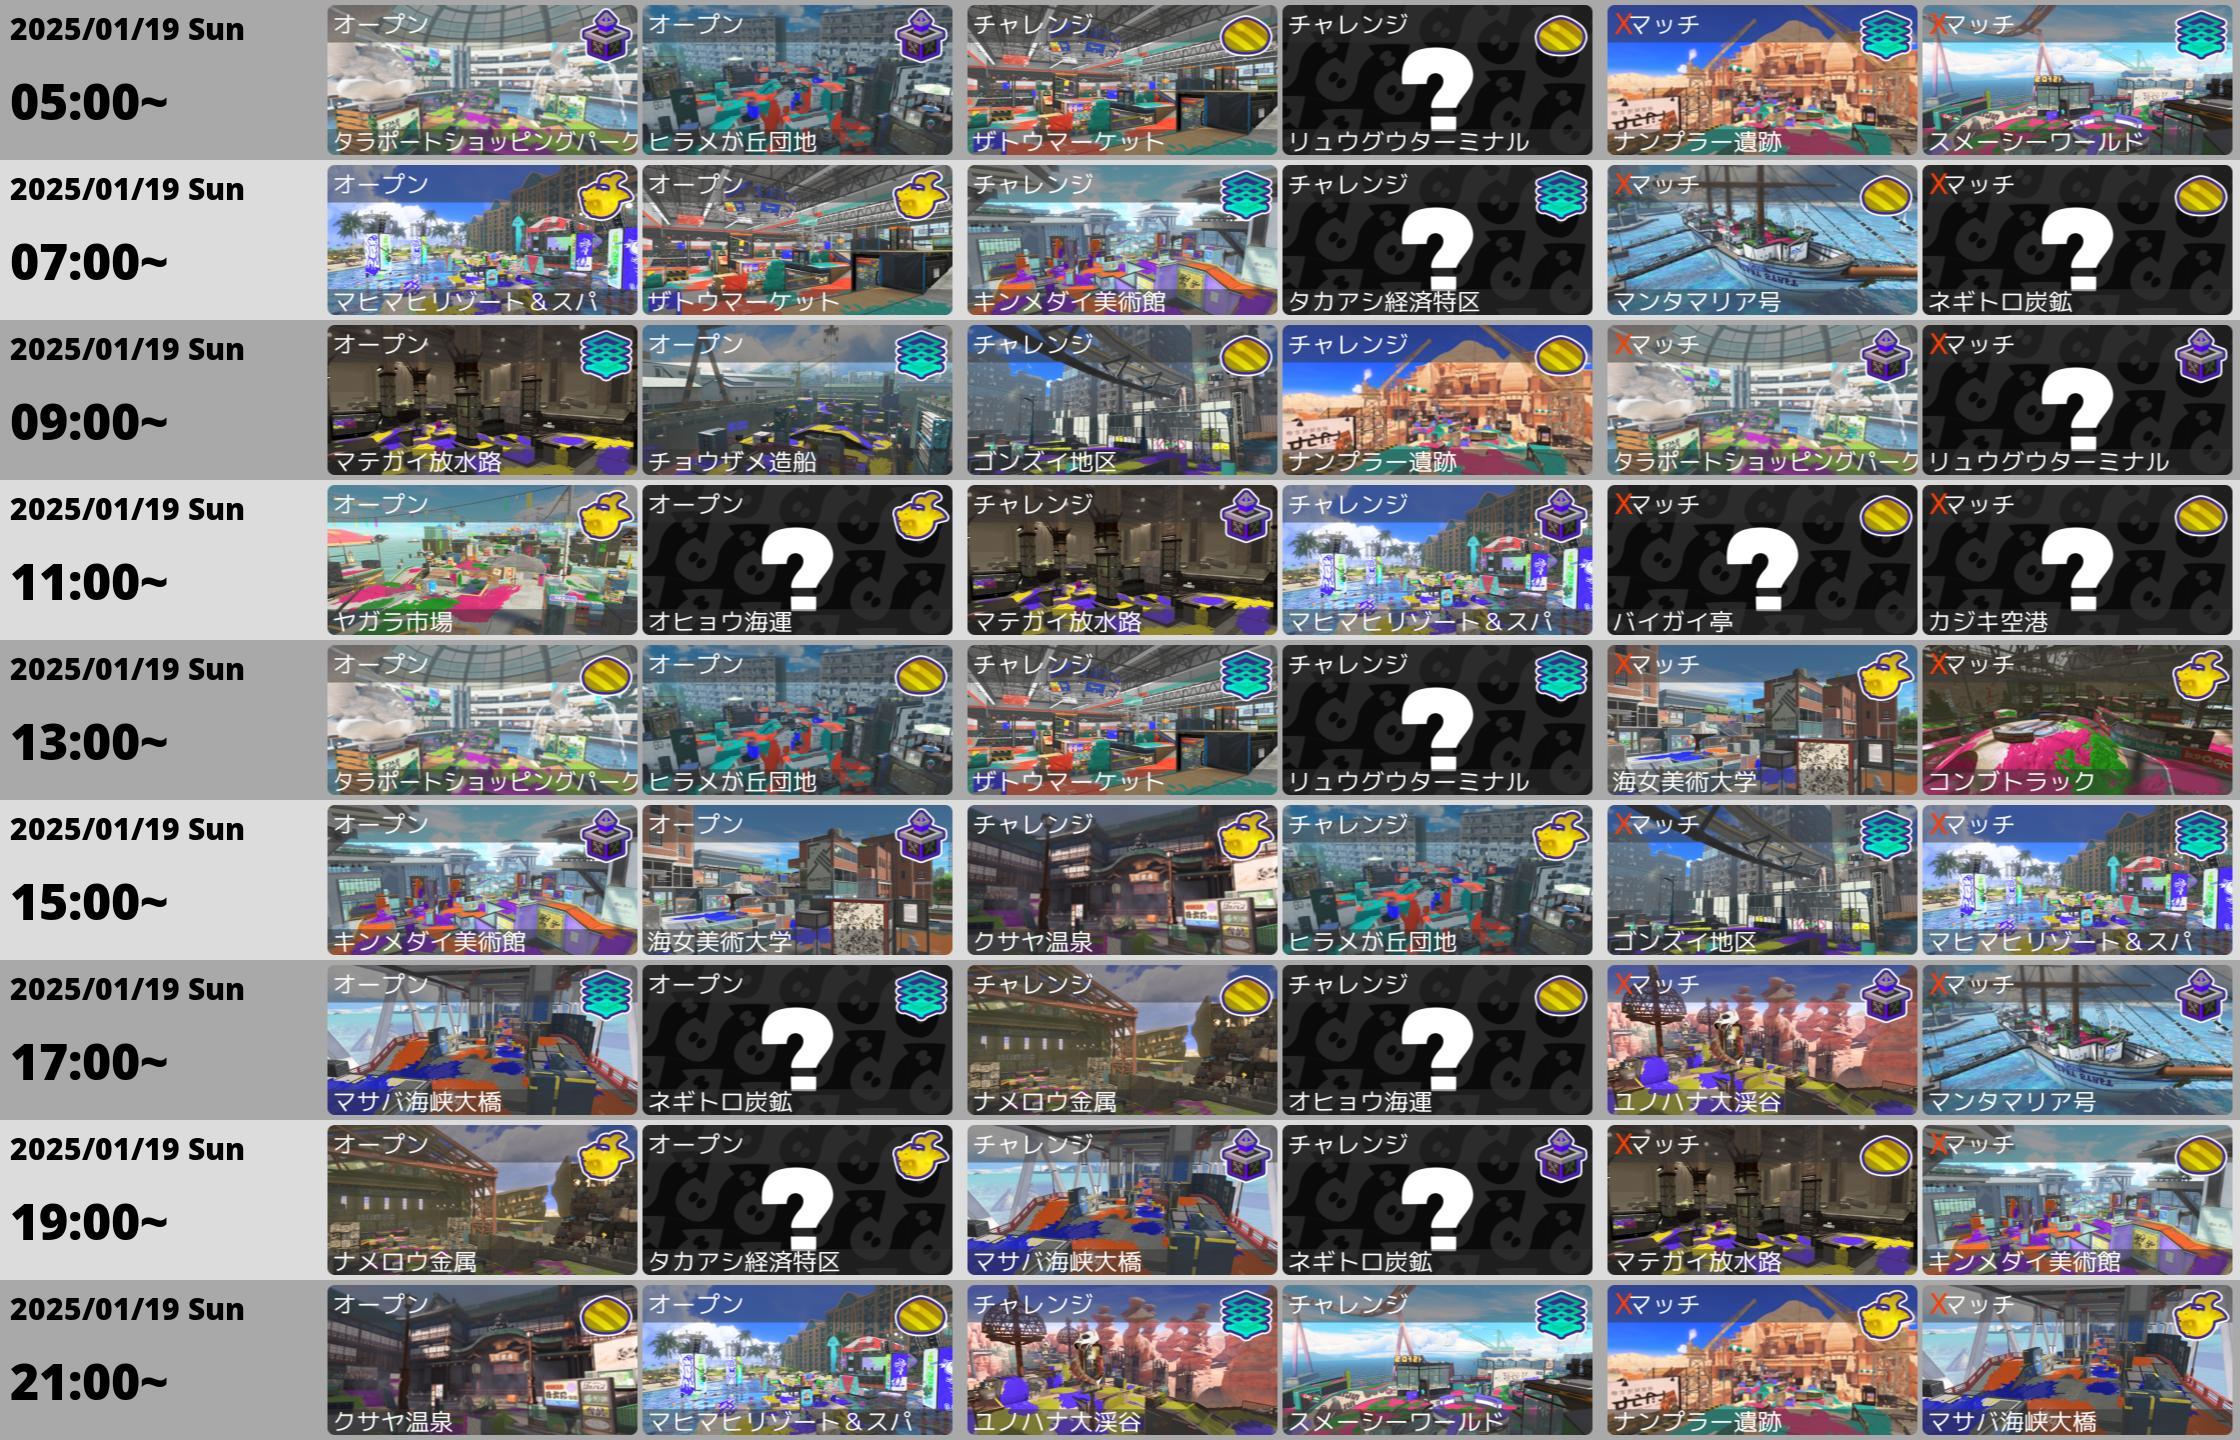 2025/01/19 Sun
05:00~
オープン
タラポートショッピングパーク
オープン
ヒラメが丘団地
チャレンジ
ザトウマーケット
チャレンジ
リュウグウターミナル
Xマッチ
ナンプラー遺跡
Xマッチ
スメーシーワールド
2025/01/19 Sun
07:00~
オープン
マヒマヒリゾート＆スパ
オープン
ザトウマーケット
チャレンジ
キンメダイ美術館
チャレンジ
タカアシ経済特区
Xマッチ
マンタマリア号
Xマッチ
ネギトロ炭鉱
2025/01/19 Sun
09:00~
オープン
マテガイ放水路
オープン
チョウザメ造船
チャレンジ
ゴンズイ地区
チャレンジ
ナンプラー遺跡
Xマッチ
タラポートショッピングパーク
Xマッチ
リュウグウターミナル
2025/01/19 Sun
11:00~
オープン
ヤガラ市場
オープン
オヒョウ海運
チャレンジ
マテガイ放水路
チャレンジ
マヒマヒリゾート＆スパ
Xマッチ
バイガイ亭
Xマッチ
カジキ空港
2025/01/19 Sun
13:00~
オープン
タラポートショッピングパーク
オープン
ヒラメが丘団地
チャレンジ
ザトウマーケット
チャレンジ
リュウグウターミナル
Xマッチ
海女美術大学
Xマッチ
コンブトラック
2025/01/19 Sun
15:00~
オープン
キンメダイ美術館
オープン
海女美術大学
チャレンジ
クサヤ温泉
チャレンジ
ヒラメが丘団地
Xマッチ
ゴンズイ地区
Xマッチ
マヒマヒリゾート＆スパ
2025/01/19 Sun
17:00~
オープン
マサバ海峡大橋
オープン
ネギトロ炭鉱
チャレンジ
ナメロウ金属
チャレンジ
オヒョウ海運
Xマッチ
ユノハナ大渓谷
Xマッチ
マンタマリア号
2025/01/19 Sun
19:00~
オープン
ナメロウ金属
オープン
タカアシ経済特区
チャレンジ
マサバ海峡大橋
チャレンジ
ネギトロ炭鉱
Xマッチ
マテガイ放水路
Xマッチ
キンメダイ美術館
2025/01/19 Sun
21:00~
オープン
クサヤ温泉
オープン
マヒマヒリゾート＆スパ
チャレンジ
ユノハナ大渓谷
チャレンジ
スメーシーワールド
Xマッチ
ナンプラー遺跡
Xマッチ
マサバ海峡大橋